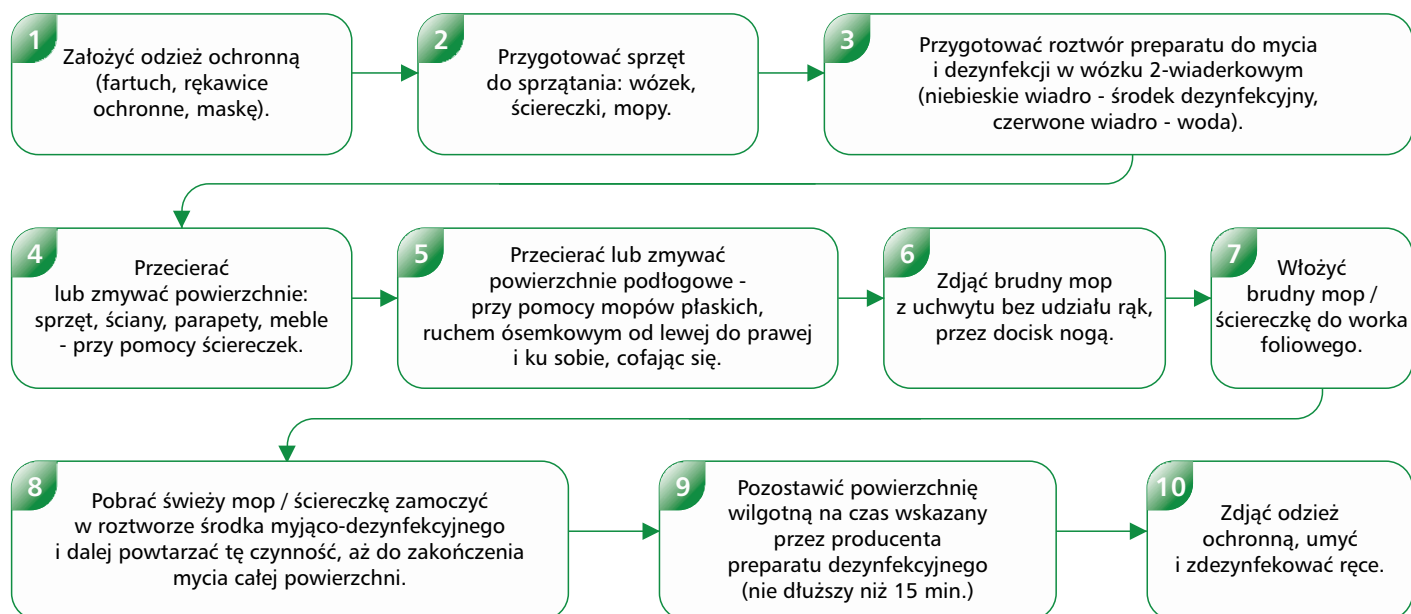 1
Założyć odzież ochronną
(fartuch, rękawice
ochronne, maskę).
2
Przygotować sprzęt
do sprzątania: wózek,
ściereczki, mopy.
3
Przygotować roztwór preparatu do mycia
i dezynfekcji w wózku 2-wiaderkowym
(niebieskie wiadro - środek dezynfekcyjny,
czerwone wiadro - woda).
4
Przecierać
lub zmywać powierzchnie:
sprzęt, ściany, parapety, meble
- przy pomocy ściereczek.
5
Przecierać lub zmywać
powierzchnie podłogowe -
przy pomocy mopów płaskich,
ruchem ósemkowym od lewej do prawej
i ku sobie, cofając się.
6
Zdjąć brudny mop
z uchwytu bez udziału rąk,
przez docisk nogą.
7
Włożyć
brudny mop /
ściereczkę do worka
foliowego.
8
Pobrać świeży mop / ściereczkę zamoczyć
w roztworze środka myjąco-dezynfekcyjnego
i dalej powtarzać tę czynność, aż do zakończenia
mycia całej powierzchni.
9
Pozostawić powierzchnię
wilgotną na czas wskazany
przez producenta
preparatu dezynfekcyjnego
(nie dłuższy niż 15 min.)
10
Zdjąć odzież
ochronną, umyć
i zdezynfekować ręce.